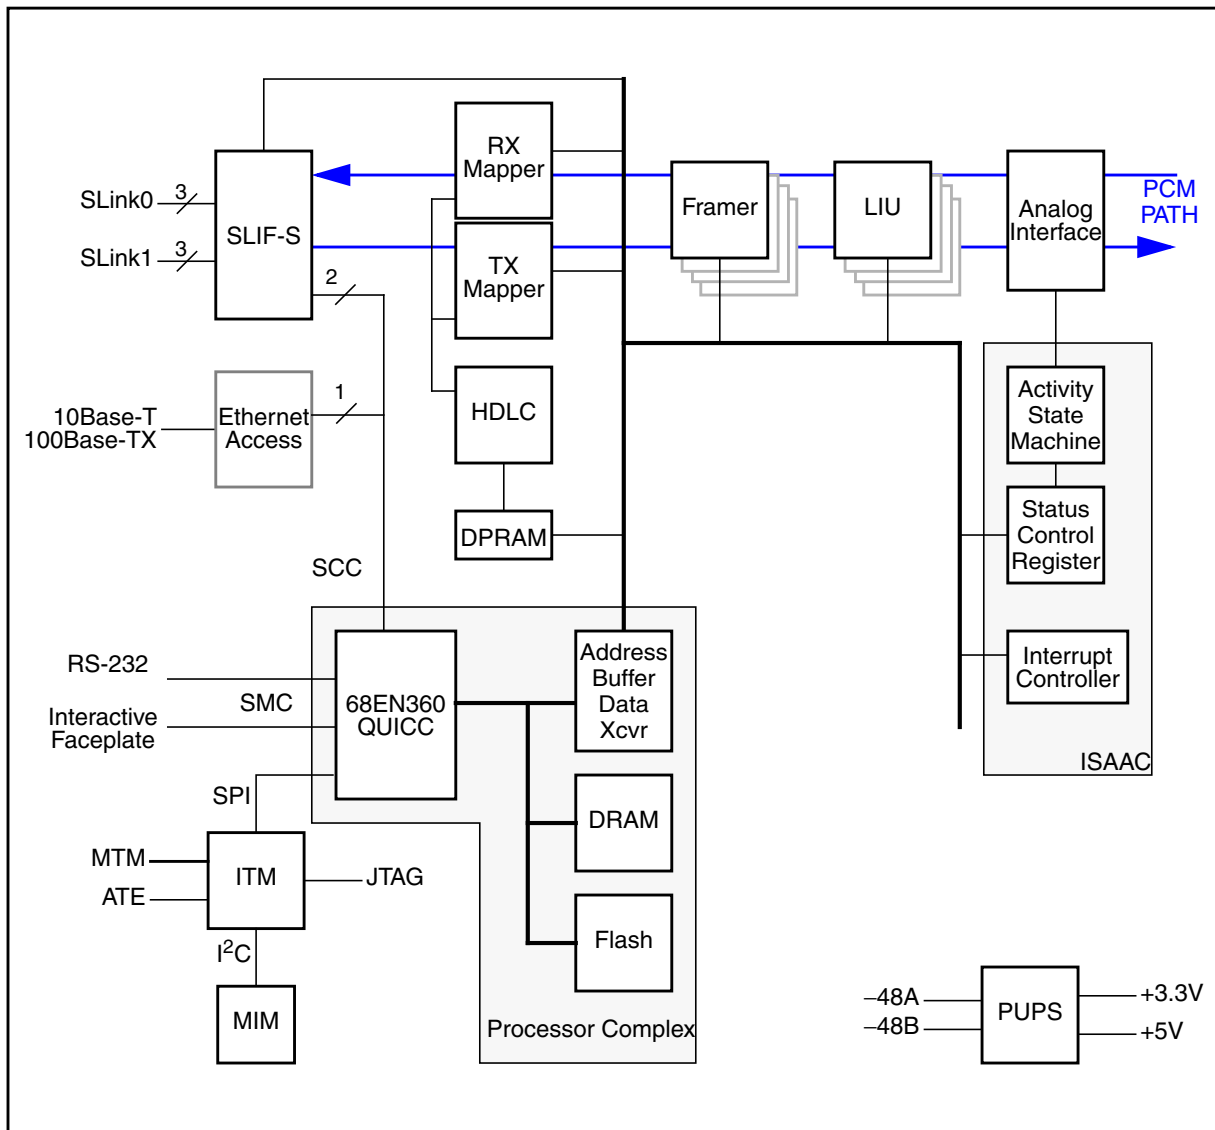 RX
Mapper
SLink0
3
SLIF-S
SLink1
3
2
TX
Mapper
Framer
LIU
Analog
Interface
PCM
PATH
10Base-T
100Base-TX
Ethernet
Access
1
HDLC
DPRAM
SCC
Activity
State
Machine
Status
Control
Register
Interrupt
Controller
ISAAC
RS-232
SMC
Interactive
Faceplate
68EN360
QUICC
Address
Buffer
Data
Xcvr
SPI
DRAM
MTM
ATE
ITM
JTAG
I²C
Flash
MIM
Processor Complex
–48A
–48B
PUPS
+3.3V
+5V